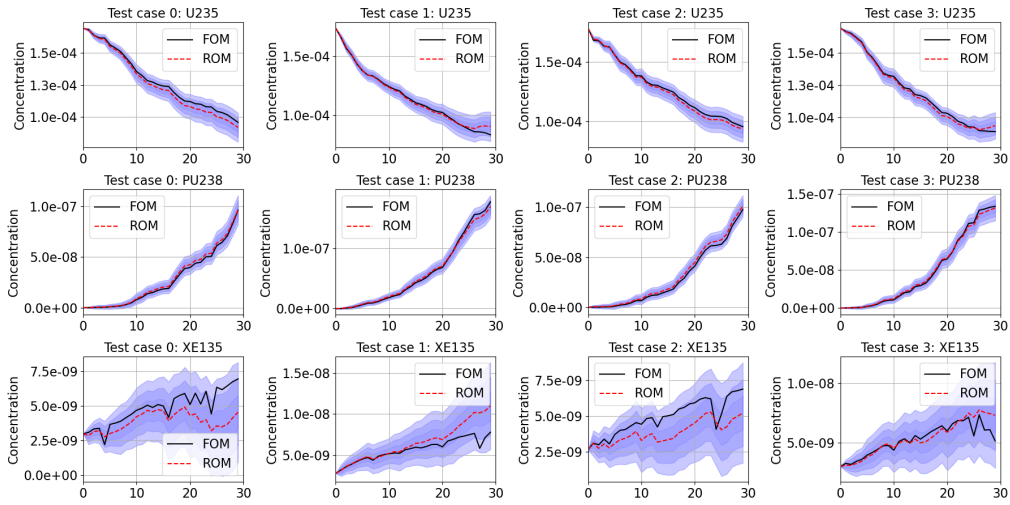 Test case 0: U235
Concentration
1.5e-04
1.3e-04
1.0e-04
FOM
ROM
0 10 20 30
Test case 1: U235
Concentration
1.5e-04
1.0e-04
FOM
ROM
0 10 20 30
Test case 2: U235
Concentration
1.5e-04
1.0e-04
FOM
ROM
0 10 20 30
Test case 3: U235
Concentration
1.5e-04
1.3e-04
1.0e-04
FOM
ROM
0 10 20 30
Test case 0: PU238
Concentration
1.0e-07
5.0e-08
0.0e+00
FOM
ROM
0 10 20 30
Test case 1: PU238
Concentration
1.0e-07
0.0e+00
FOM
ROM
0 10 20 30
Test case 2: PU238
Concentration
1.0e-07
5.0e-08
0.0e+00
FOM
ROM
0 10 20 30
Test case 3: PU238
Concentration
1.5e-07
1.0e-07
5.0e-08
0.0e+00
FOM
ROM
0 10 20 30
Test case 0: XE135
Concentration
7.5e-09
5.0e-09
2.5e-09
0.0e+00
FOM
ROM
0 10 20 30
Test case 1: XE135
Concentration
1.5e-08
1.0e-08
5.0e-09
FOM
ROM
0 10 20 30
Test case 2: XE135
Concentration
7.5e-09
5.0e-09
2.5e-09
FOM
ROM
0 10 20 30
Test case 3: XE135
Concentration
1.0e-08
5.0e-09
FOM
ROM
0 10 20 30